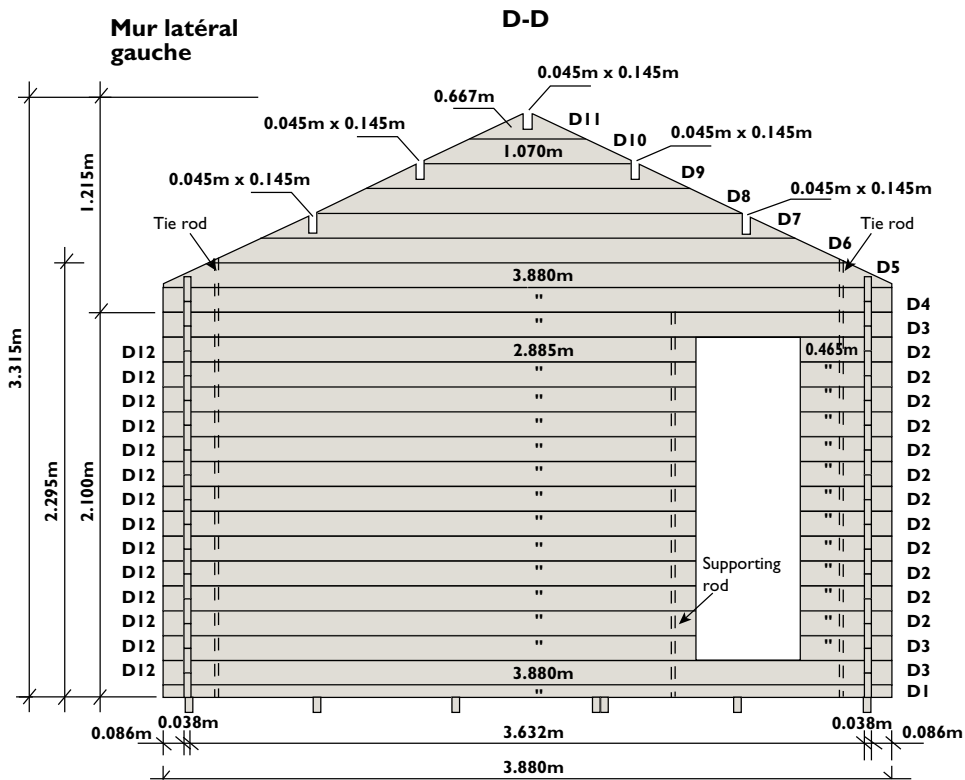 Mur latéral
gauche
D-D
0.045m x 0.145m
0.667m
D11
0.045m x 0.145m
D10
0.045m x 0.145m
1.070m
D9
0.045m x 0.145m
D8
0.045m x 0.145m
D7
Tie rod
D6
Tie rod
3.880m
D5
"
D4
"
D3
D12
2.885m
0.465m
D2
D12
"
"
D2
D12
"
"
D2
D12
"
"
D2
D12
"
"
D2
D12
"
"
D2
D12
"
"
D2
D12
"
"
D2
D12
"
"
D2
D12
"
Supporting
rod
"
D2
D12
"
"
D2
D12
"
"
D2
D12
"
"
D3
D12
3.880m
D3
"
D1
3.315m
1.215m
2.295m
2.100m
0.086m
0.038m
3.632m
0.038m
0.086m
3.880m